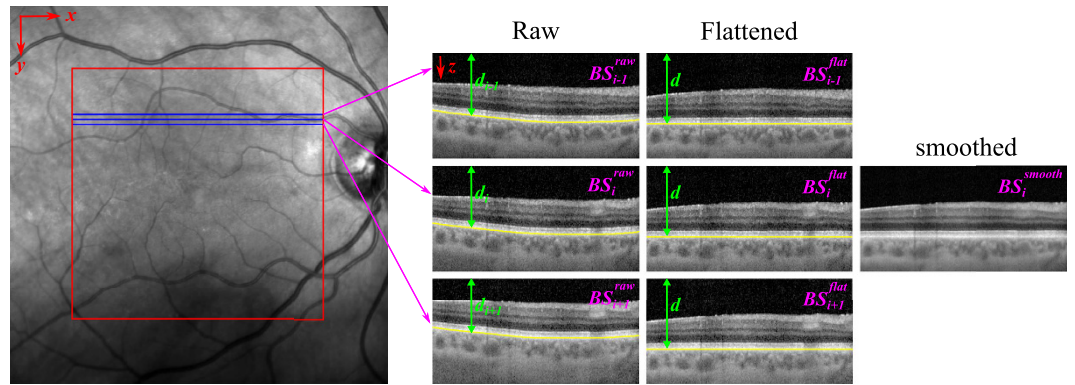 x
y
Raw
Flattened
smoothed
z
d_{i-1}
BS_{i-1}^{raw}
d
BS_{i-1}^{flat}
d_i
BS_i^{raw}
d
BS_i^{flat}
BS_i^{smooth}
d_{i+1}
BS_{i+1}^{raw}
d
BS_{i+1}^{flat}